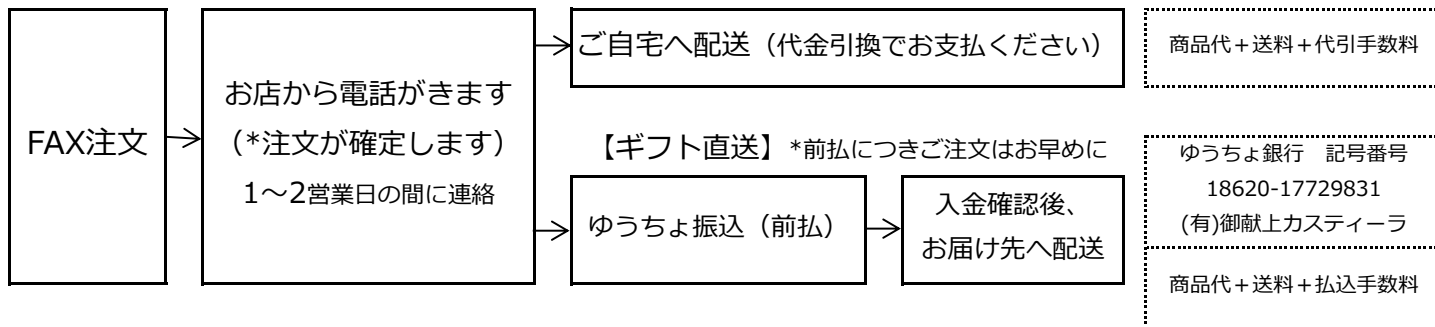 FAX注文
お店から電話がきます
（*注文が確定します）
1～2営業日の間に連絡
ご自宅へ配送（代金引換でお支払ください）
商品代＋送料＋代引手数料
【ギフト直送】*前払につきご注文はお早めに
ゆうちょ振込（前払）
入金確認後、
お届け先へ配送
ゆうちょ銀行　記号番号
18620-17729831
(有)御献上カスティーラ
商品代＋送料＋払込手数料